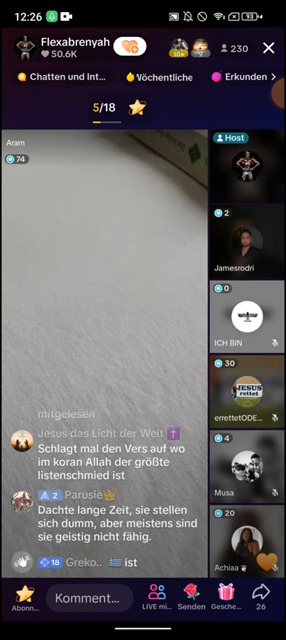 12:26
93
Flexabrenyah
50.6K
10+
230
Chatten und Int...
Wöchentliche
Erkunden >
5/18
Aram
74
Host
2
Jamesrodri
0
ICH BIN
30
JESUS
rettet
errettetODE...
4
Musa
20
Achiaa
mitgelesen
Jesus das Licht der Welt ✝️
Schlagt mal den Vers auf wo
im koran Allah der größte
listenschmied ist
2 Parusie👑
Dachte lange Zeit, sie stellen
sich dumm, aber meistens sind
sie geistig nicht fähig.
18 Greko.. 🇬🇷 ist
Abonn...
Komment...
LIVE mi...
Senden
Gesche...
26